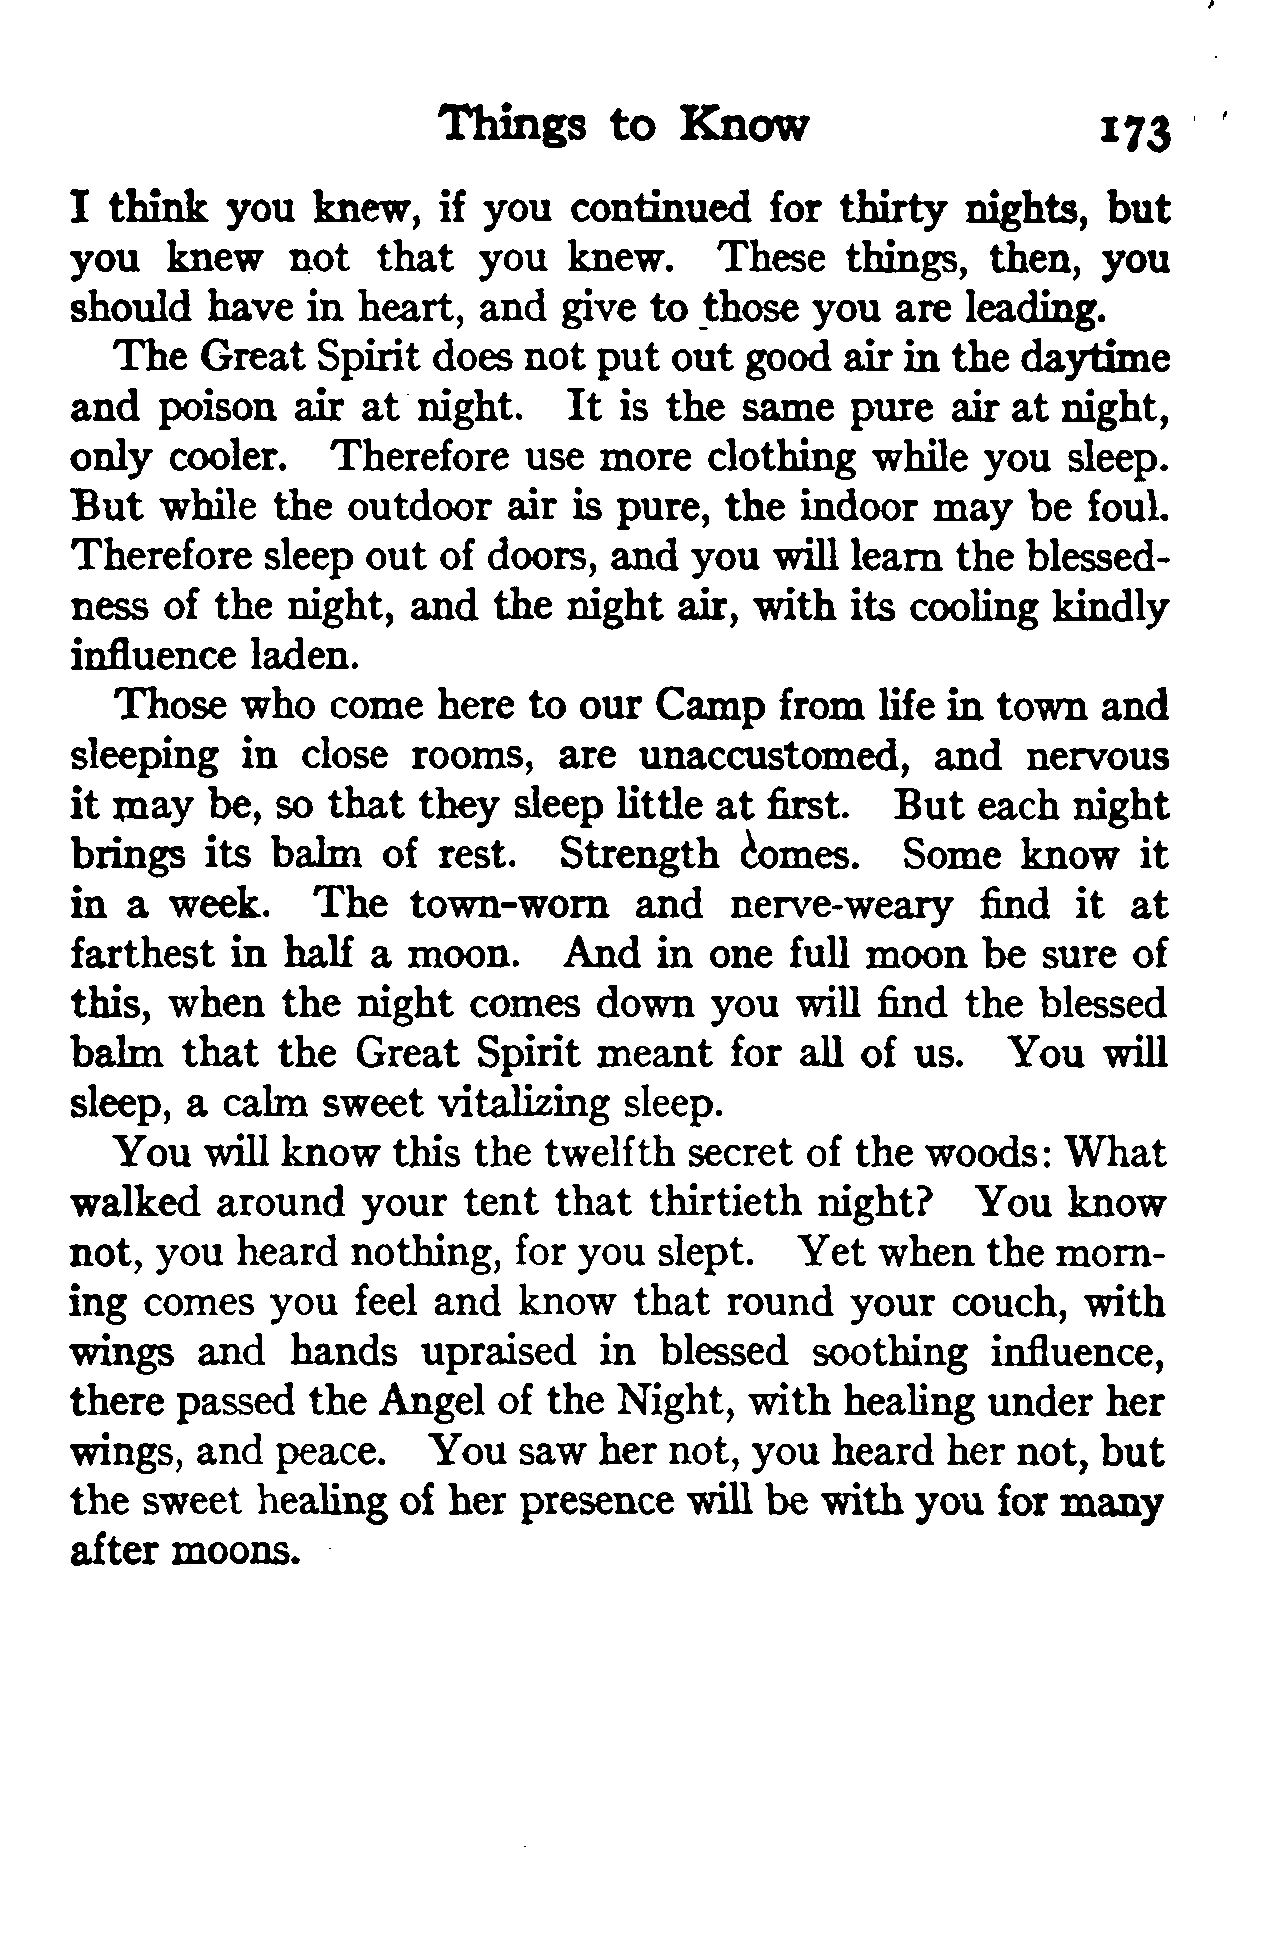 Things to Know 173
I think you knew, if you continued for thirty nights, but
you knew not that you knew. These things, then, you
should have in heart, and give to those you are leading.
The Great Spirit does not put out good air in the daytime
and poison air at night. It is the same pure air at night,
only cooler. Therefore use more clothing while you sleep.
But while the outdoor air is pure, the indoor may be foul.
Therefore sleep out of doors, and you will learn the blessed-
ness of the night, and the night air, with its cooling kindly
influence laden.
Those who come here to our Camp from life in town and
sleeping in close rooms, are unaccustomed, and nervous
it may be, so that they sleep little at first. But each night
brings its balm of rest. Strength comes. Some know it
in a week. The town-worn and nerve-weary find it at
farthest in half a moon. And in one full moon be sure of
this, when the night comes down you will find the blessed
balm that the Great Spirit meant for all of us. You will
sleep, a calm sweet vitalizing sleep.
You will know this the twelfth secret of the woods: What
walked around your tent that thirtieth night? You know
not, you heard nothing, for you slept. Yet when the morn-
ing comes you feel and know that round your couch, with
wings and hands upraised in blessed soothing influence,
there passed the Angel of the Night, with healing under her
wings, and peace. You saw her not, you heard her not, but
the sweet healing of her presence will be with you for many
after moons.